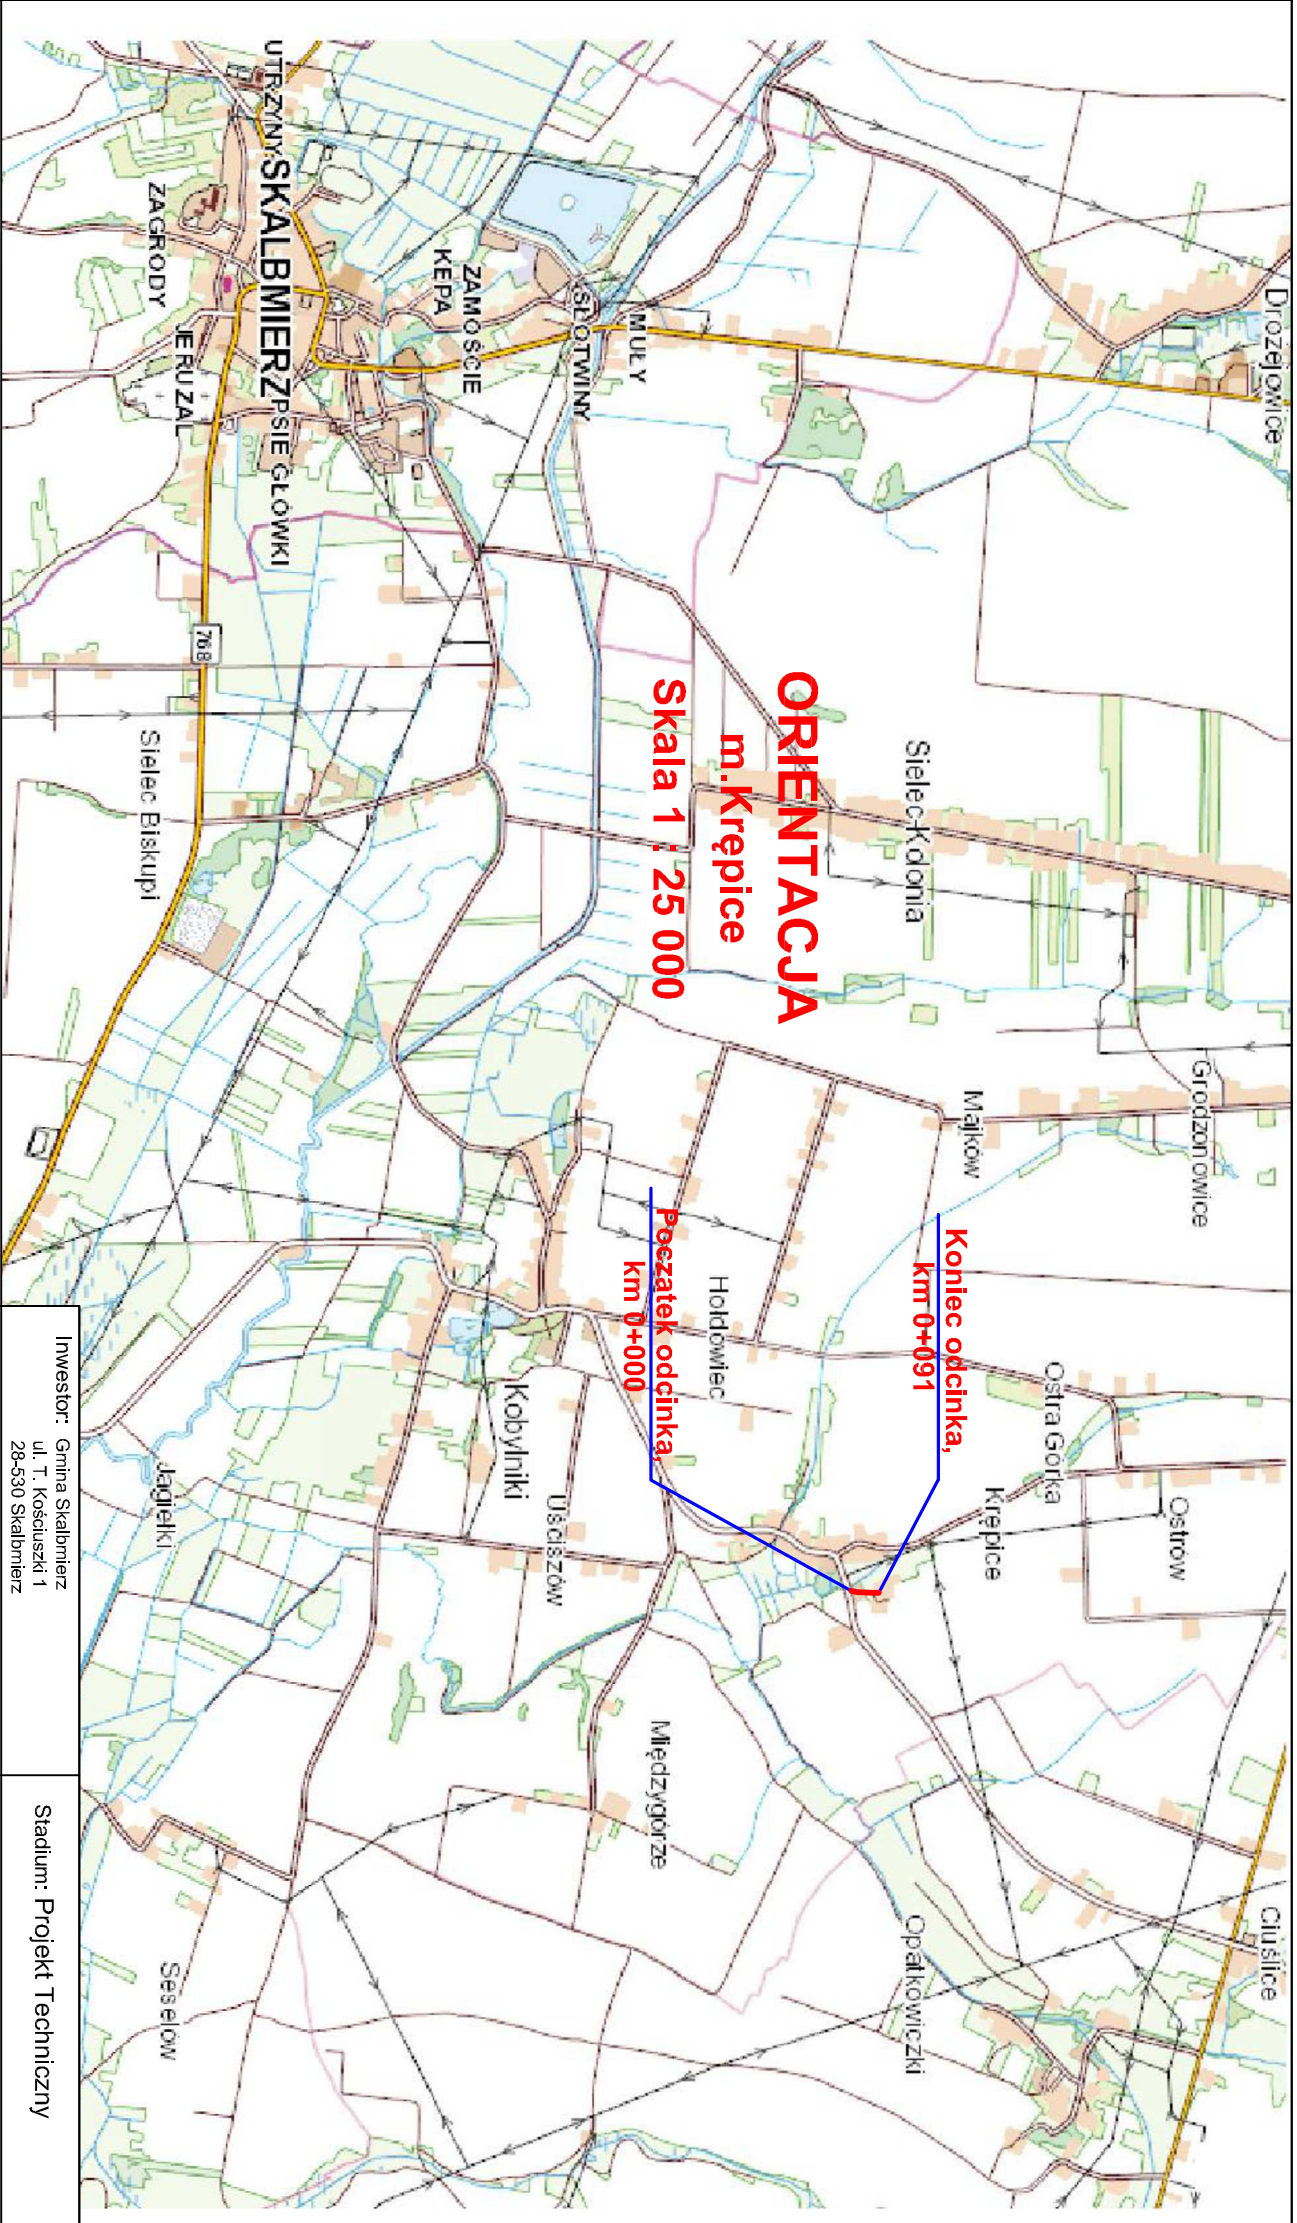 ORIENTACJA
m.Krępice
Skala 1 : 25 000
Drożejowice
Sielec-Kolonia
Grodzonowice
Majków
Koniec odcinka,
km 0+091
Początek odcinka,
km 0+000
Hołdowiec
Ostra Górka
Ostrów
Krępice
Ciuślice
Opatkowiczki
Międzygórze
Uściszów
Kobylniki
Jagiełki
Sesełow
MUŁY
SŁOTWINY
ZAMOŚCIE
KĘPA
UTRZYNY
SKALBMIERZ
PSIE GŁÓWKI
ZAGRODY
JERUZAL
768
Sielec Biskupi
Inwestor: Gmina Skalbmierz
ul. T. Kościuszki 1
28-530 Skalbmierz
Stadium: Projekt Techniczny